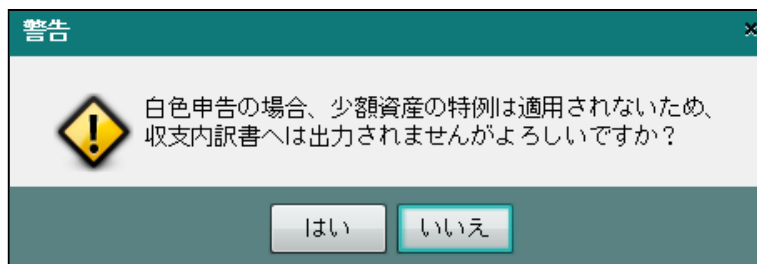 警告
白色申告の場合、少額資産の特例は適用されないため、
収支内訳書へは出力されませんがよろしいですか？
はい
いいえ